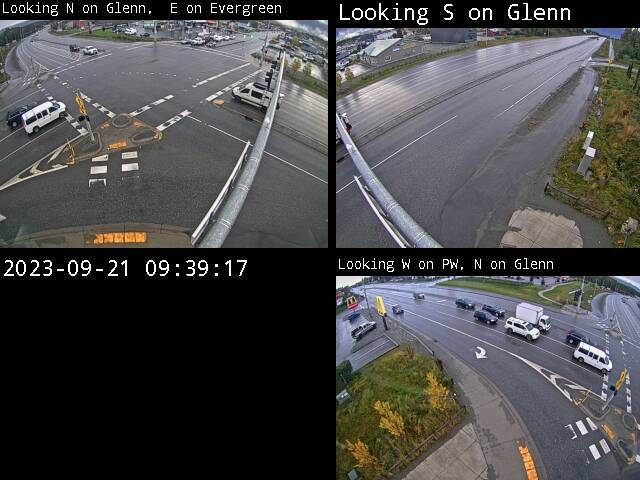 Looking N on Glenn, E on Evergreen
Looking S on Glenn
2023-09-21 09:39:17
Looking W on PW, N on Glenn